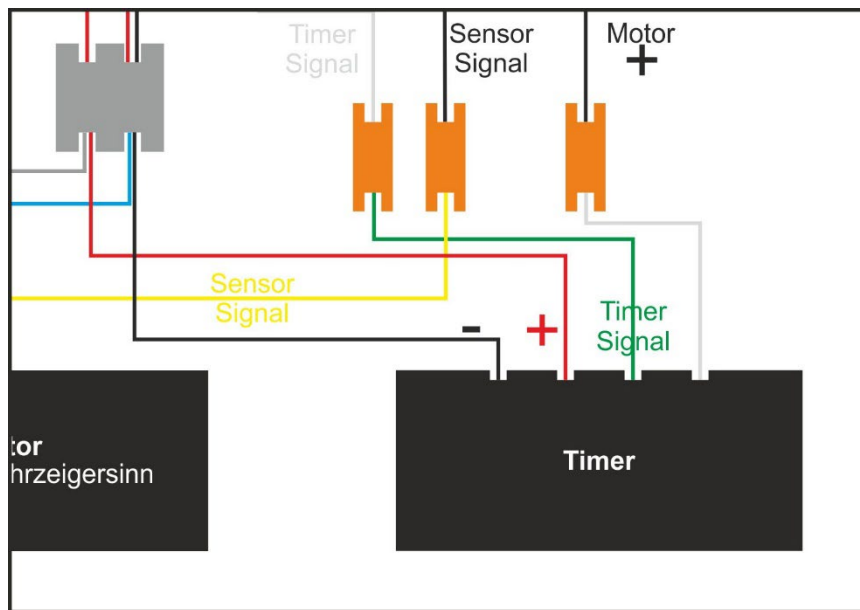 Timer
Signal
Sensor
Signal
Motor
+
Sensor
Signal
-
+
Timer
Signal
tor
hrzeigersinn
Timer